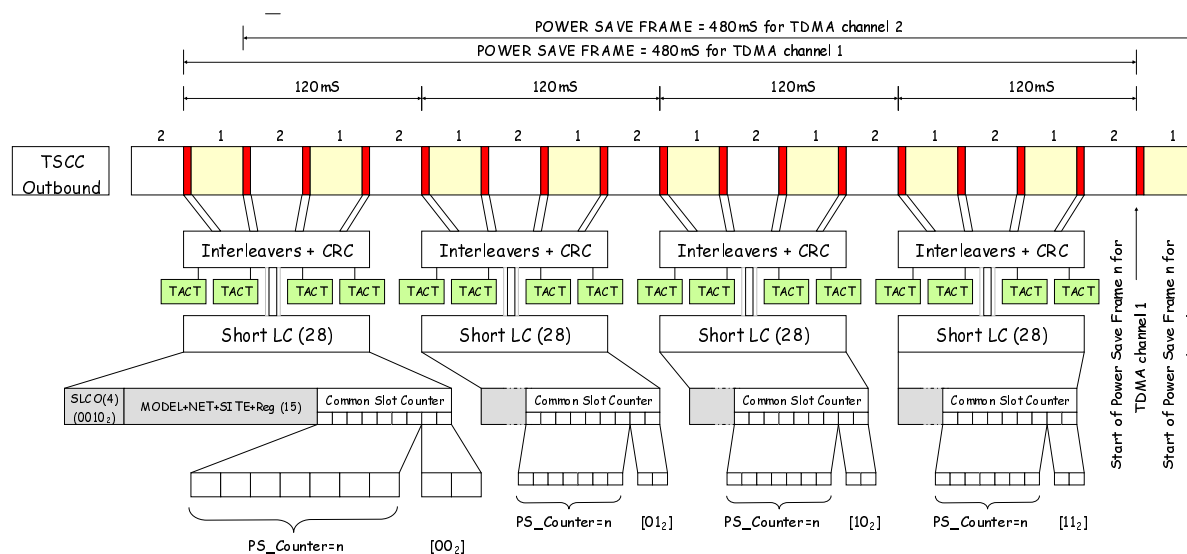 POWER SAVE FRAME = 480mS for TDMA channel 2
POWER SAVE FRAME = 480mS for TDMA channel 1
120mS 120mS 120mS 120mS
2 1 2 1 2 1 2 1 2 1 2 1 2 1 2 1 2 1
TSCC
Outbound
Interleavers + CRC Interleavers + CRC Interleavers + CRC Interleavers + CRC
TACT TACT TACT TACT TACT TACT TACT TACT TACT TACT TACT TACT TACT TACT TACT TACT
Short LC (28) Short LC (28) Short LC (28) Short LC (28)
Start of Power Save Frame n for
TDMA channel 1
Start of Power Save Frame n for
SLCO(4)
(0010₂)
MODEL+NET+SITE+Reg (15)
Common Slot Counter Common Slot Counter Common Slot Counter Common Slot Counter
PS_Counter=n [00₂]
PS_Counter=n [01₂]
PS_Counter=n [10₂]
PS_Counter=n [11₂]